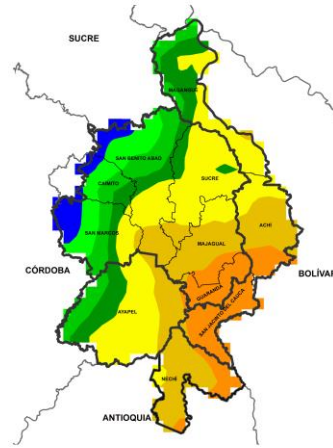 SUCRE
MAGANGUE
SAN BENITO ABAD
CAIMITO
SUCRE
SAN MARCOS
ACHI
MAJAGUAL
CÓRDOBA
BOLÍVAR
GUARANDA
SAN JACINTO DEL CAUCA
AYAPEL
NECHÍ
ANTIOQUIA